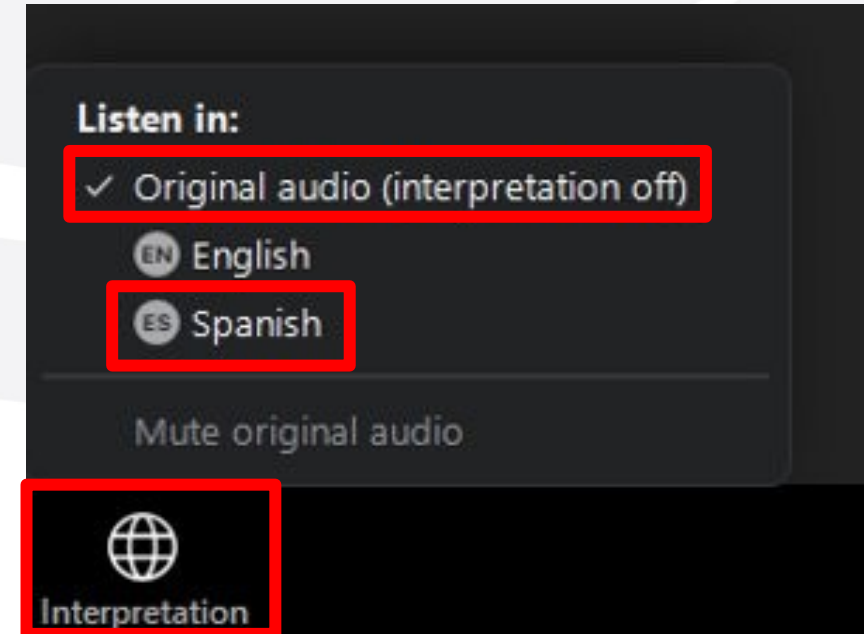 Listen in:
✓ Original audio (interpretation off)
EN English
ES Spanish
Mute original audio
Interpretation